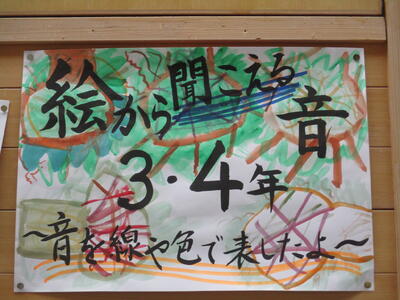 絵から聞こえる音
3・4年
～音を線や色で表したよ～